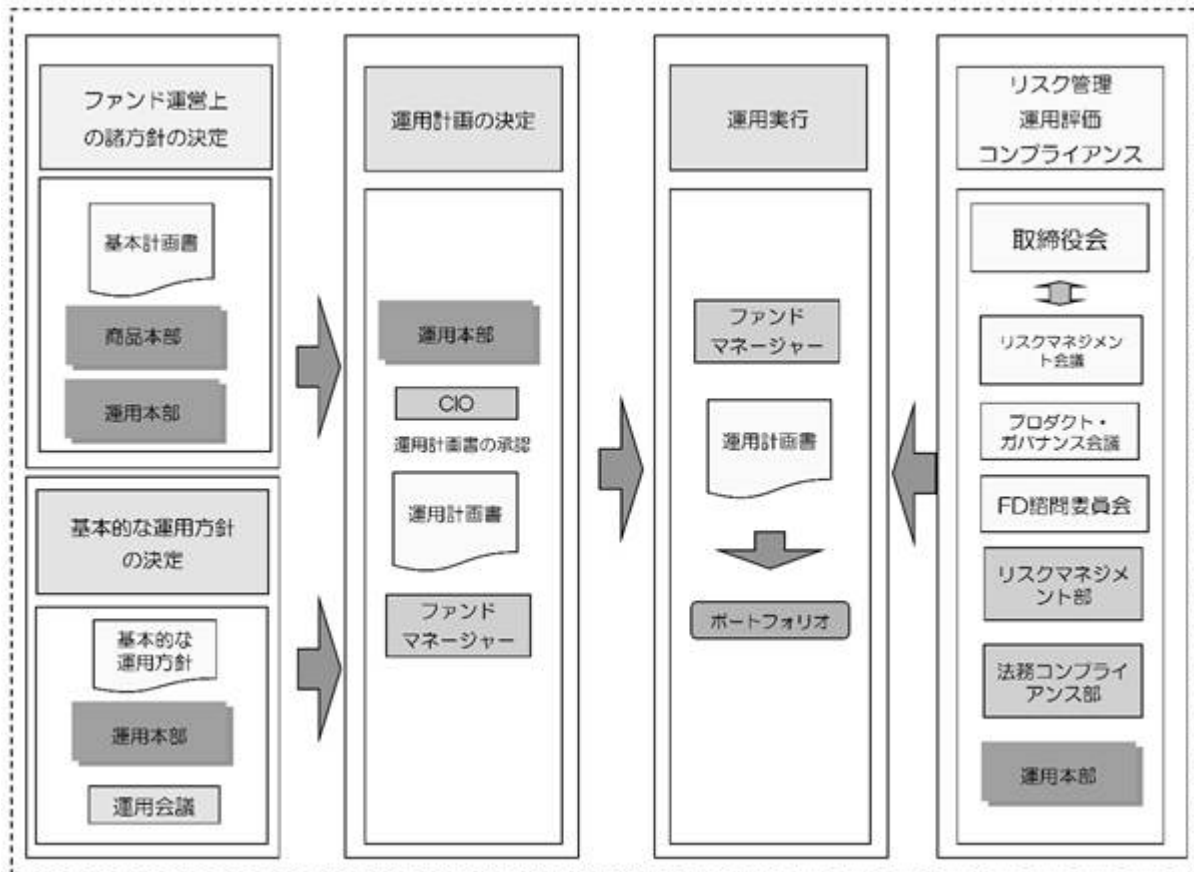 ファンド運営上
の諸方針の決定
基本計画書
商品本部
運用本部
基本的な運用方針
の決定
基本的な
運用方針
運用本部
運用会議
運用計画の決定
運用本部
CIO
運用計画書の承認
運用計画書
ファンド
マネージャー
運用実行
ファンド
マネージャー
運用計画書
ポートフォリオ
リスク管理
運用評価
コンプライアンス
取締役会
リスクマネジメン
ト会議
プロダクト・
ガバナンス会議
FD諮問委員会
リスクマネジメ
ント部
法務コンプライ
アンス部
運用本部